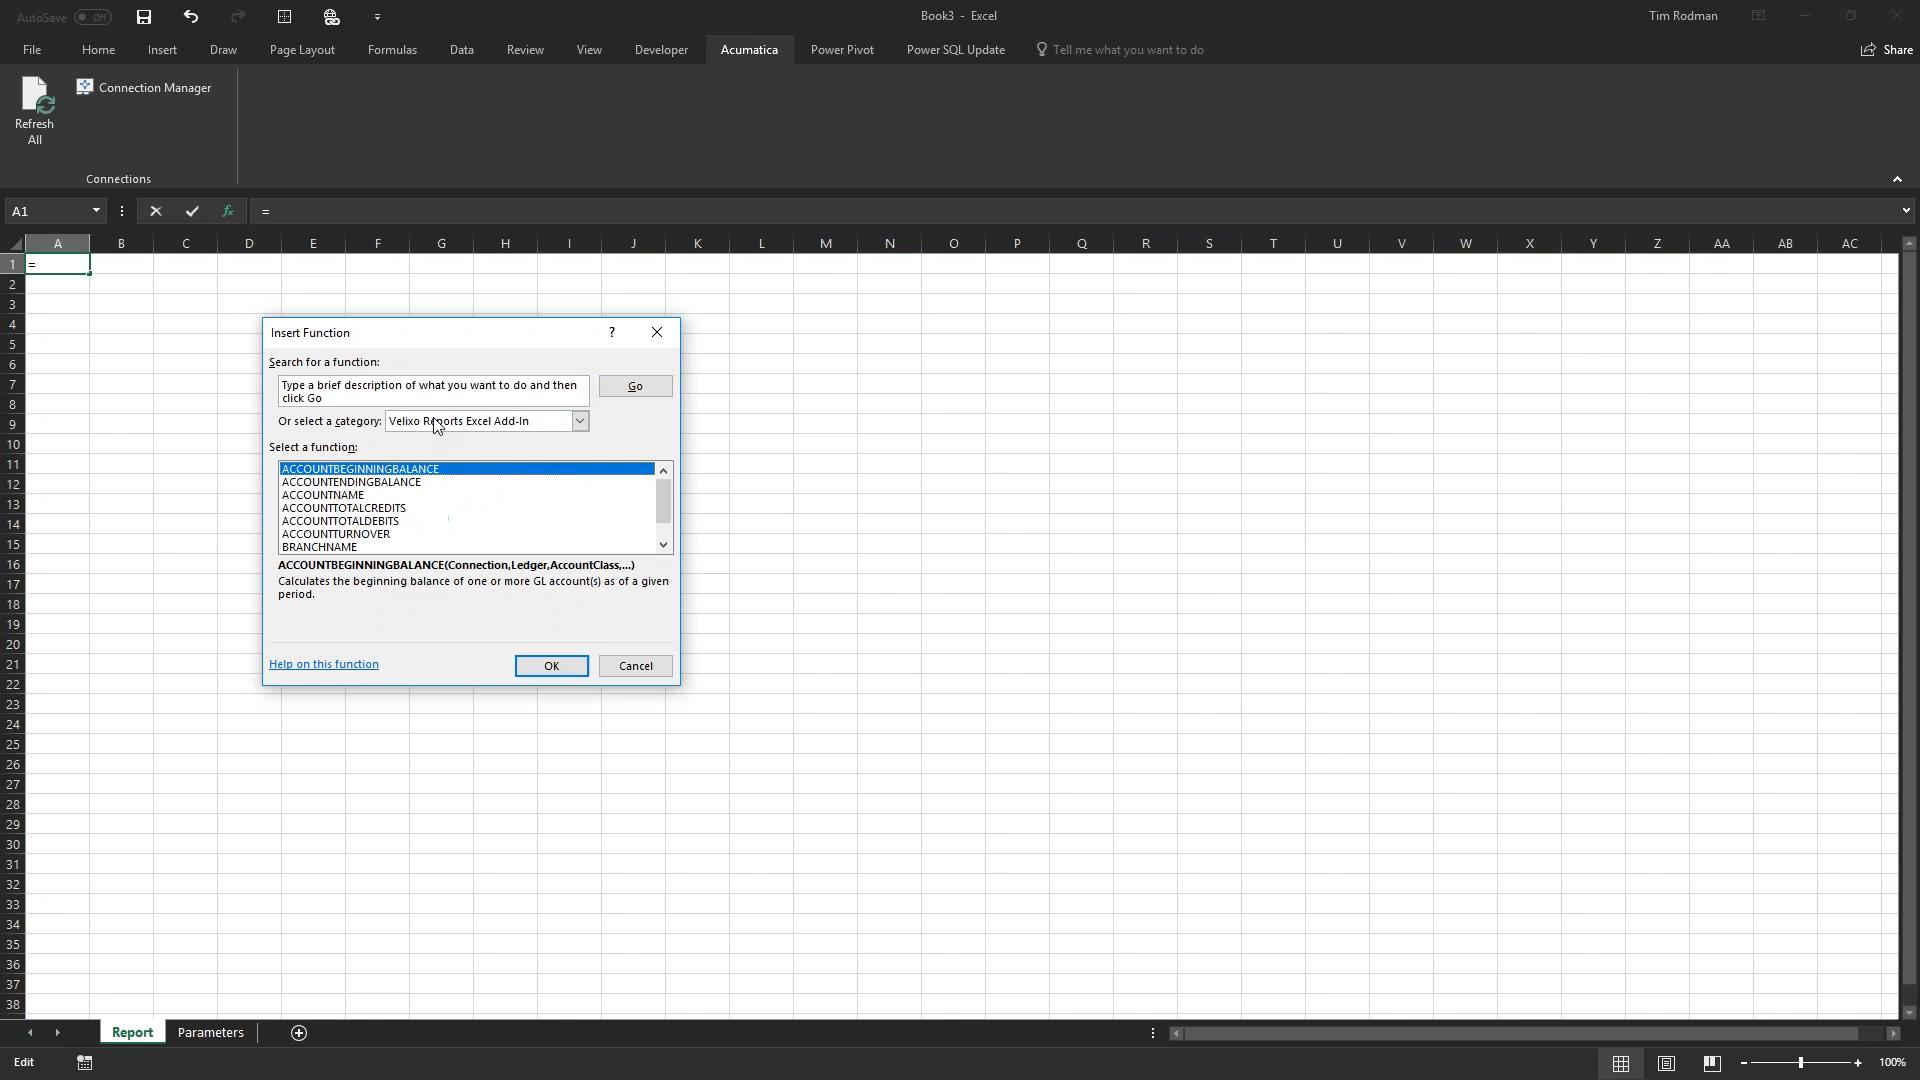 AutoSave Off
Book3 - Excel
Tim Rodman
File Home Insert Draw Page Layout Formulas Data Review View Developer Acumatica Power Pivot Power SQL Update Tell me what you want to do Share
Connection Manager
Refresh
All
Connections
A1 fx =
A B C D E F G H I J K L M N O P Q R S T U V W X Y Z AA AB AC
1 =
2
3
4
5
6
7
8
9
10
11
12
13
14
15
16
17
18
19
20
21
22
23
24
25
26
27
28
29
30
31
32
33
34
35
36
37
38
Insert Function ?
Search for a function:
Type a brief description of what you want to do and then
click Go
Go
Or select a category: Velixo Reports Excel Add-In
Select a function:
ACCOUNTBEGINNINGBALANCE
ACCOUNTENDINGBALANCE
ACCOUNTNAME
ACCOUNTTOTALCREDITS
ACCOUNTTOTALDEBITS
ACCOUNTTURNOVER
BRANCHNAME
ACCOUNTBEGINNINGBALANCE(Connection,Ledger,AccountClass,...)
Calculates the beginning balance of one or more GL account(s) as of a given
period.
Help on this function
OK Cancel
Report Parameters
Edit
100%